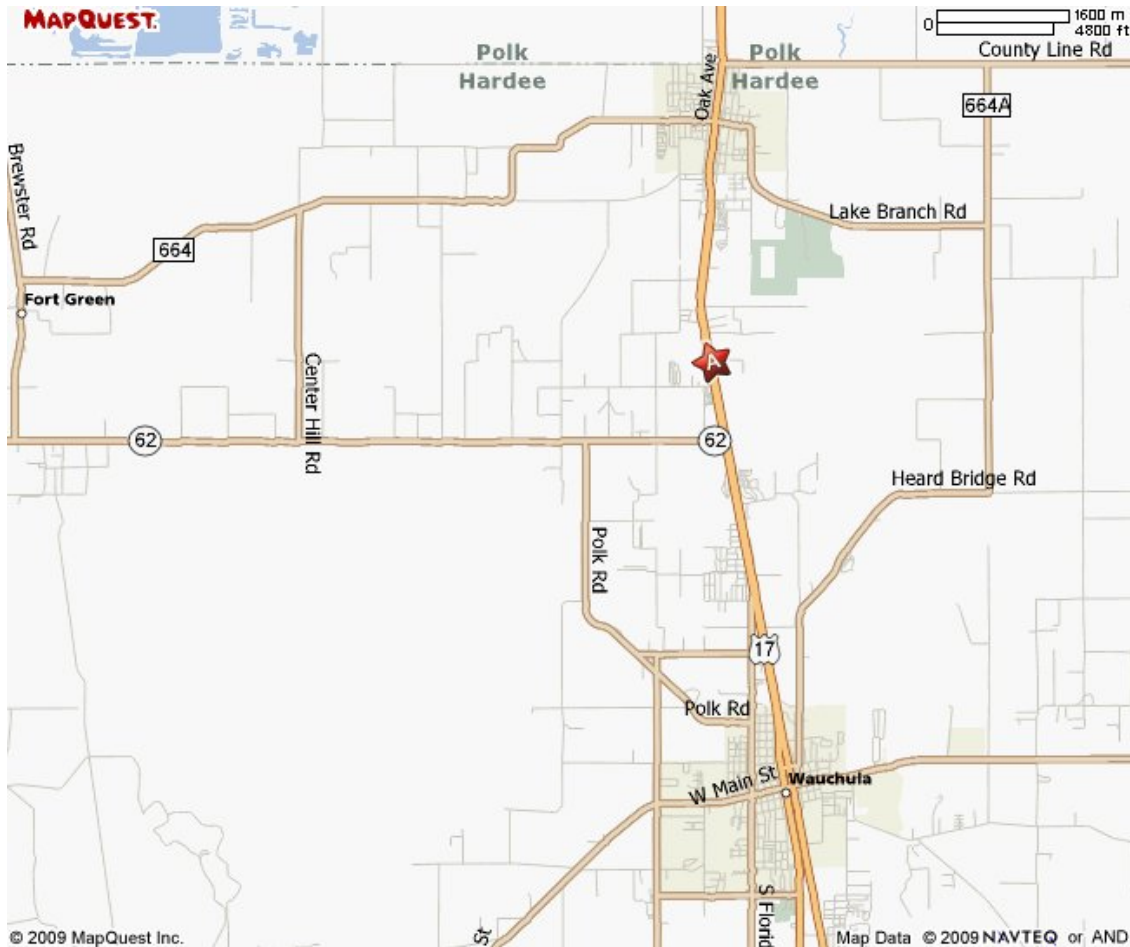 MAPQUEST.
0
1600 m
4800 ft
Polk
Polk
County Line Rd
Hardee
Hardee
Oak Ave
664A
Brewster Rd
Lake Branch Rd
664
Fort Green
A
Center Hill Rd
62
62
Heard Bridge Rd
Polk Rd
17
Polk Rd
W Main St
Wauchula
S Florid
St
© 2009 MapQuest Inc.
Map Data © 2009 NAVTEQ or AND